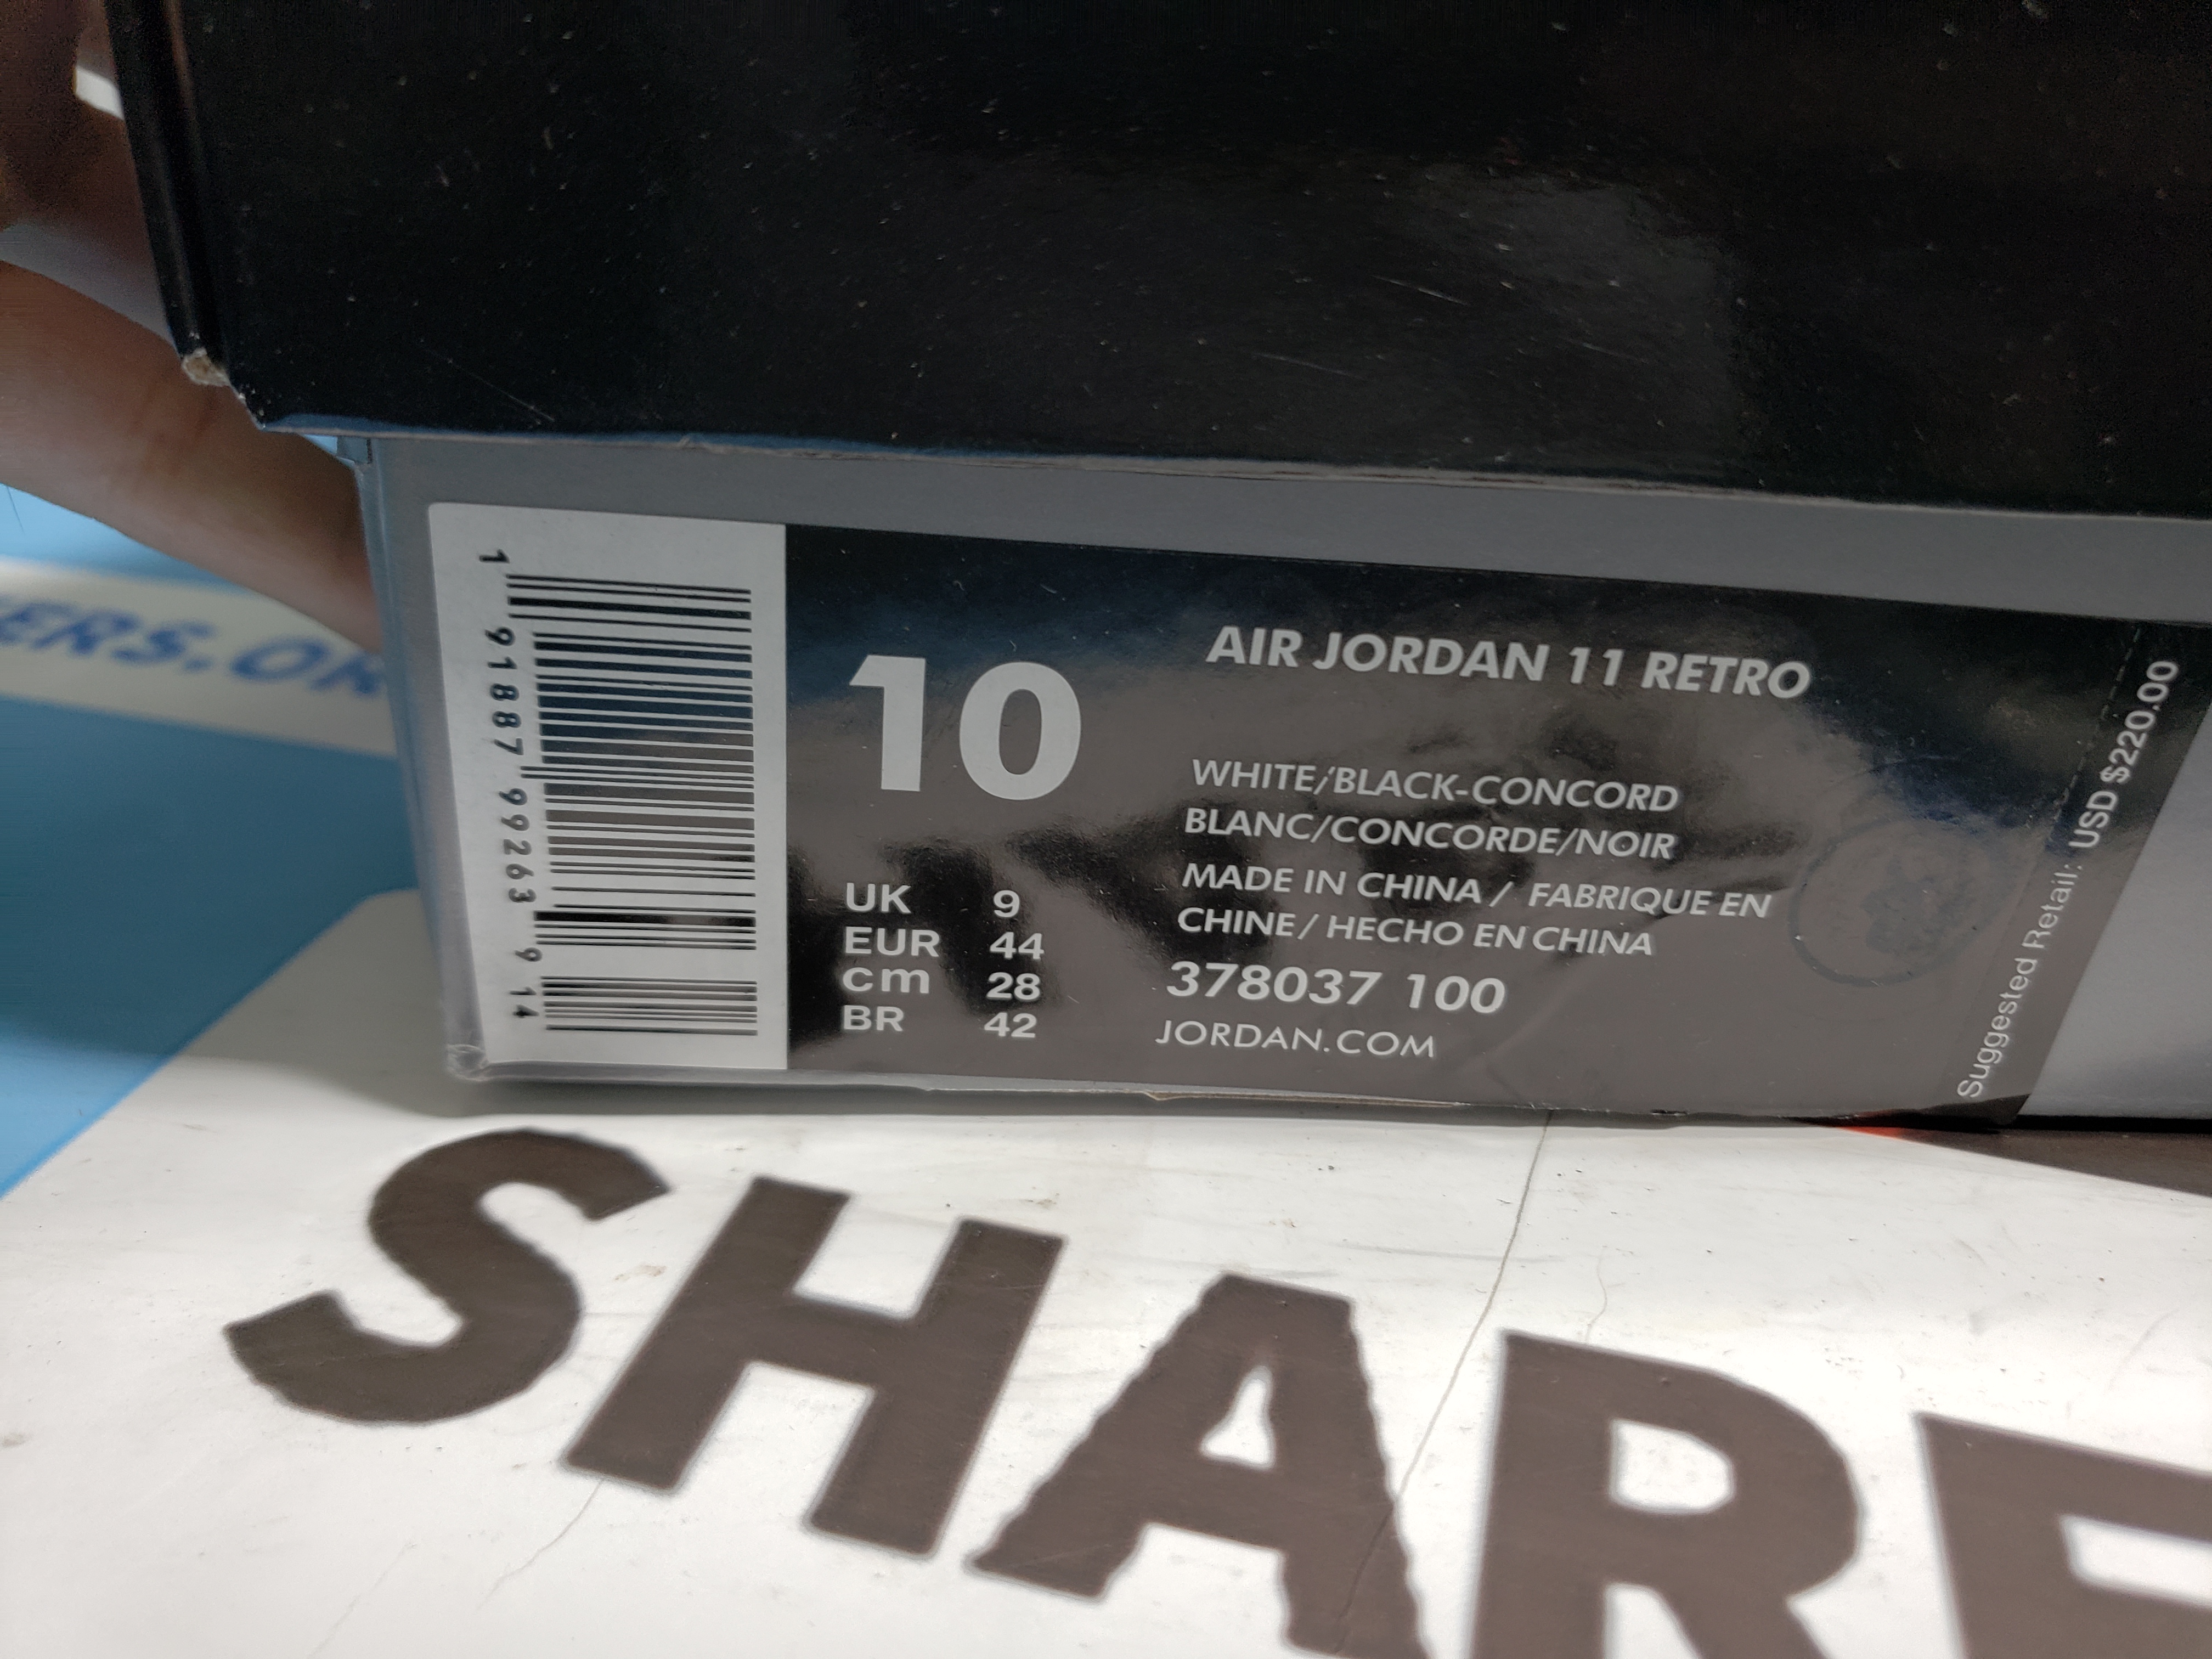 1 91887 99263 9 14
10
AIR JORDAN 11 RETRO
WHITE/BLACK-CONCORD
BLANC/CONCORDE/NOIR
MADE IN CHINA / FABRIQUE EN
CHINE / HECHO EN CHINA
378037 100
JORDAN.COM
UK 9
EUR 44
cm 28
BR 42
Suggested Retail: USD $220.00
ERS.OR
SHARE